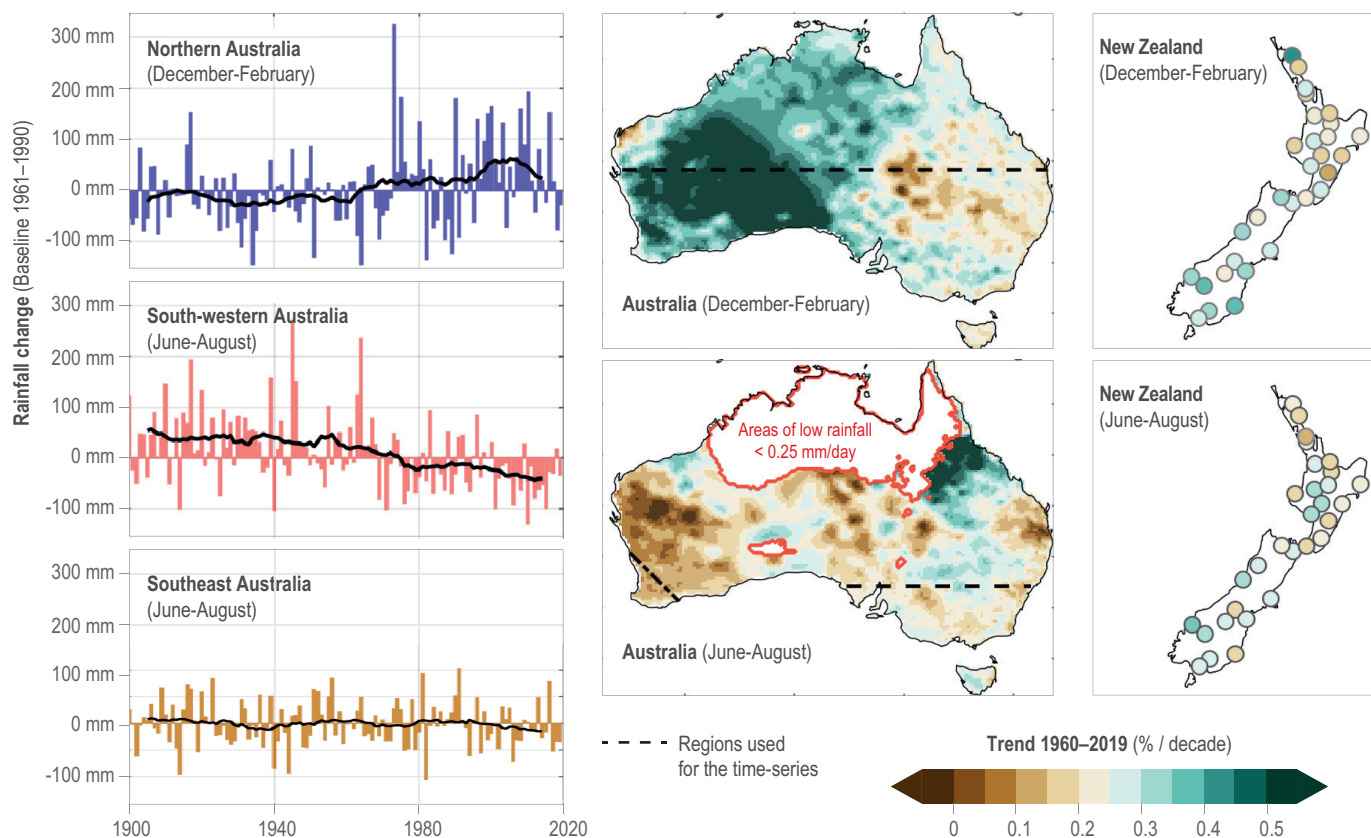 Rainfall change (Baseline 1961–1990)
300 mm
200 mm
100 mm
0 mm
-100 mm
Northern Australia
(December-February)
300 mm
200 mm
100 mm
0 mm
-100 mm
South-western Australia
(June-August)
300 mm
200 mm
100 mm
0 mm
-100 mm
Southeast Australia
(June-August)
1900
1940
1980
2020
Australia (December-February)
New Zealand
(December-February)
Areas of low rainfall
< 0.25 mm/day
Australia (June-August)
New Zealand
(June-August)
Regions used
for the time-series
Trend 1960–2019 (% / decade)
0
0.1
0.2
0.3
0.4
0.5